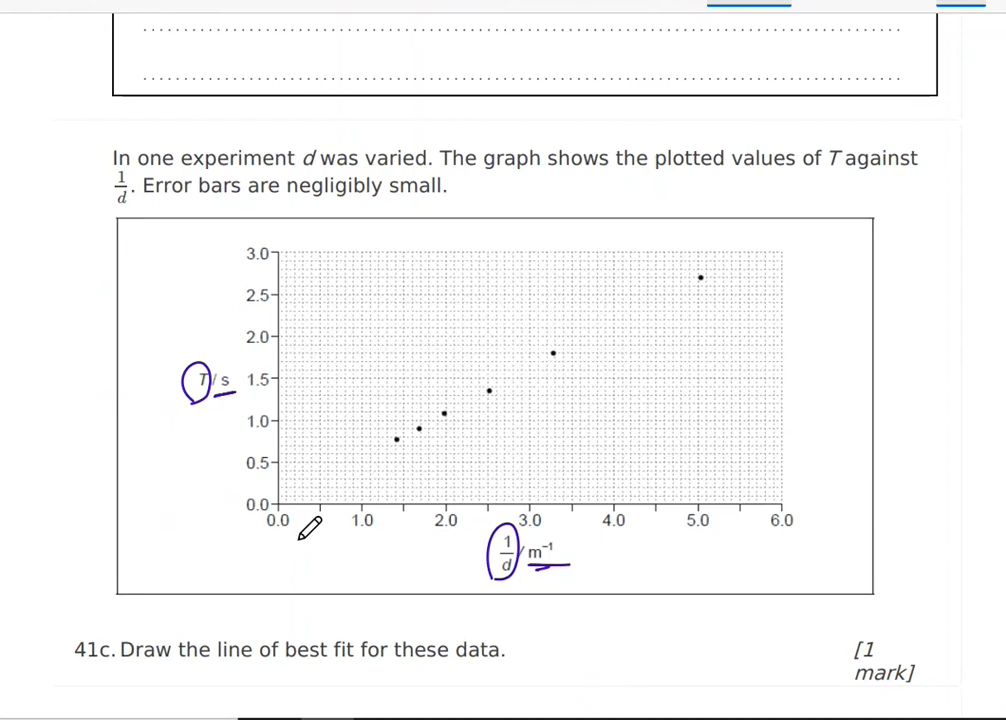 In one experiment d was varied. The graph shows the plotted values of T against
1/d. Error bars are negligibly small.
3.0
2.5
2.0
T / s
1.5
1.0
0.5
0.0
0.0 1.0 2.0 3.0 4.0 5.0 6.0
1/d / m⁻¹
41c. Draw the line of best fit for these data. [1
mark]